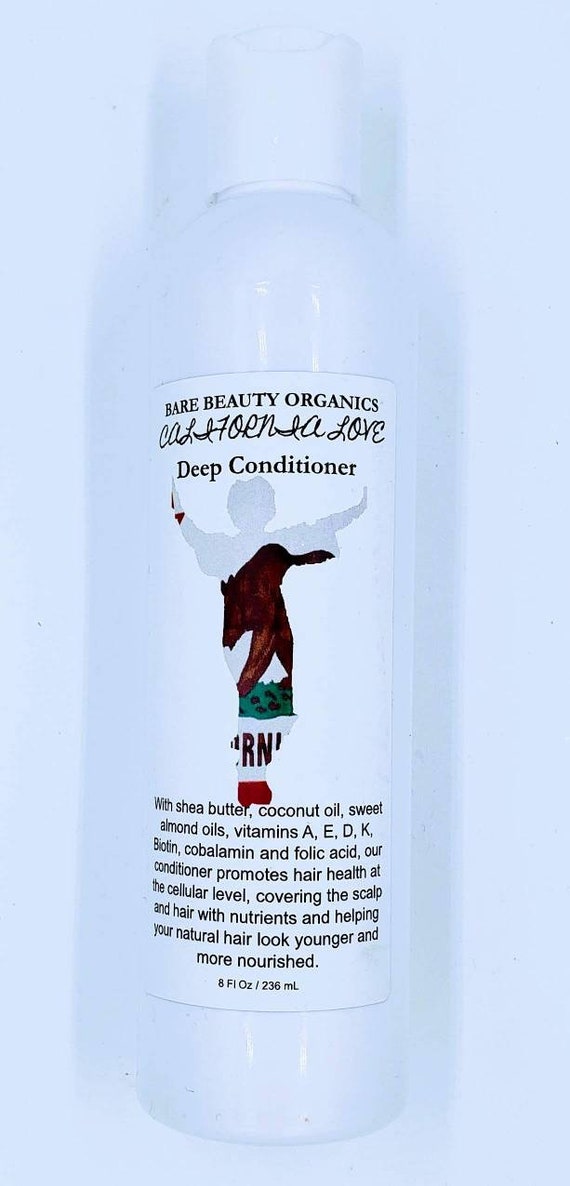 BARE BEAUTY ORGANICS
CALIFORNIA LOVE
Deep Conditioner
RN
With shea butter, coconut oil, sweet
almond oils, vitamins A, E, D, K,
Biotin, cobalamin and folic acid, our
conditioner promotes hair health at
the cellular level, covering the scalp
and hair with nutrients and helping
your natural hair look younger and
more nourished.
8 Fl Oz / 236 mL